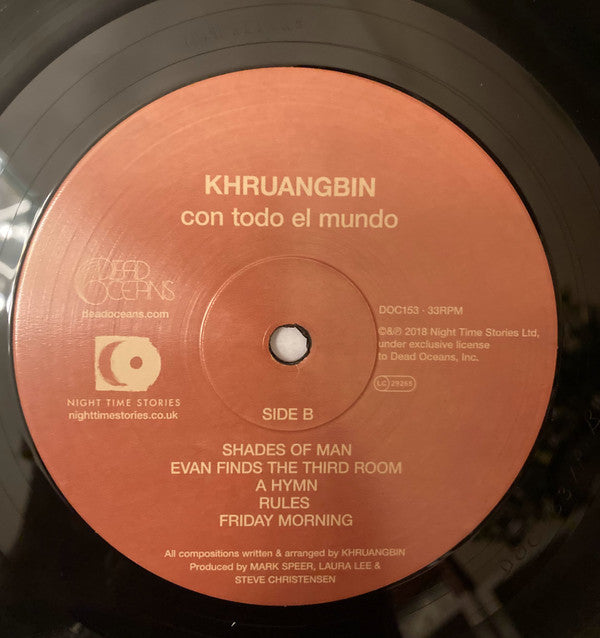 KHRUANGBIN
con todo el mundo
DEAD
OCEANS
deadoceans.com
DOC153 · 33RPM
©&℗ 2018 Night Time Stories Ltd,
under exclusive license
to Dead Oceans, Inc.
LC 29265
NIGHT TIME STORIES
nighttimestories.co.uk
SIDE B
SHADES OF MAN
EVAN FINDS THE THIRD ROOM
A HYMN
RULES
FRIDAY MORNING
All compositions written & arranged by KHRUANGBIN
Produced by MARK SPEER, LAURA LEE &
STEVE CHRISTENSEN